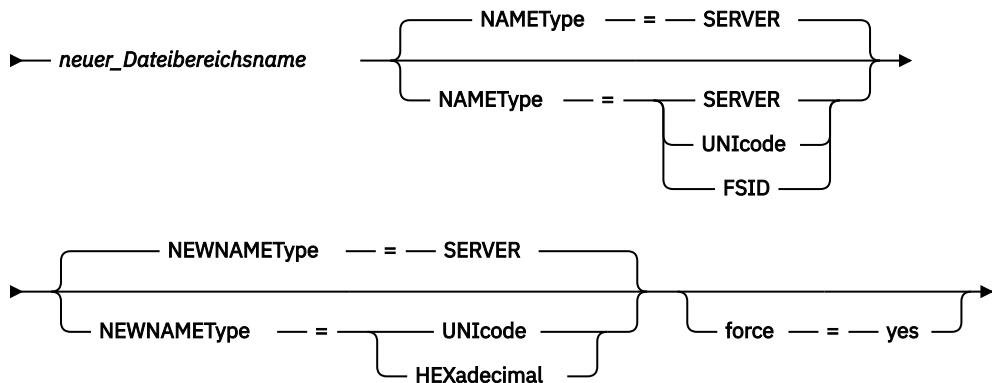 NAMEType = SERVER
neuer_Dateibereichsname
NAMEType = SERVER
UNIcode
FSID
NEWNAMEType = SERVER
NEWNAMEType = UNIcode
force = yes
HEXadecimal